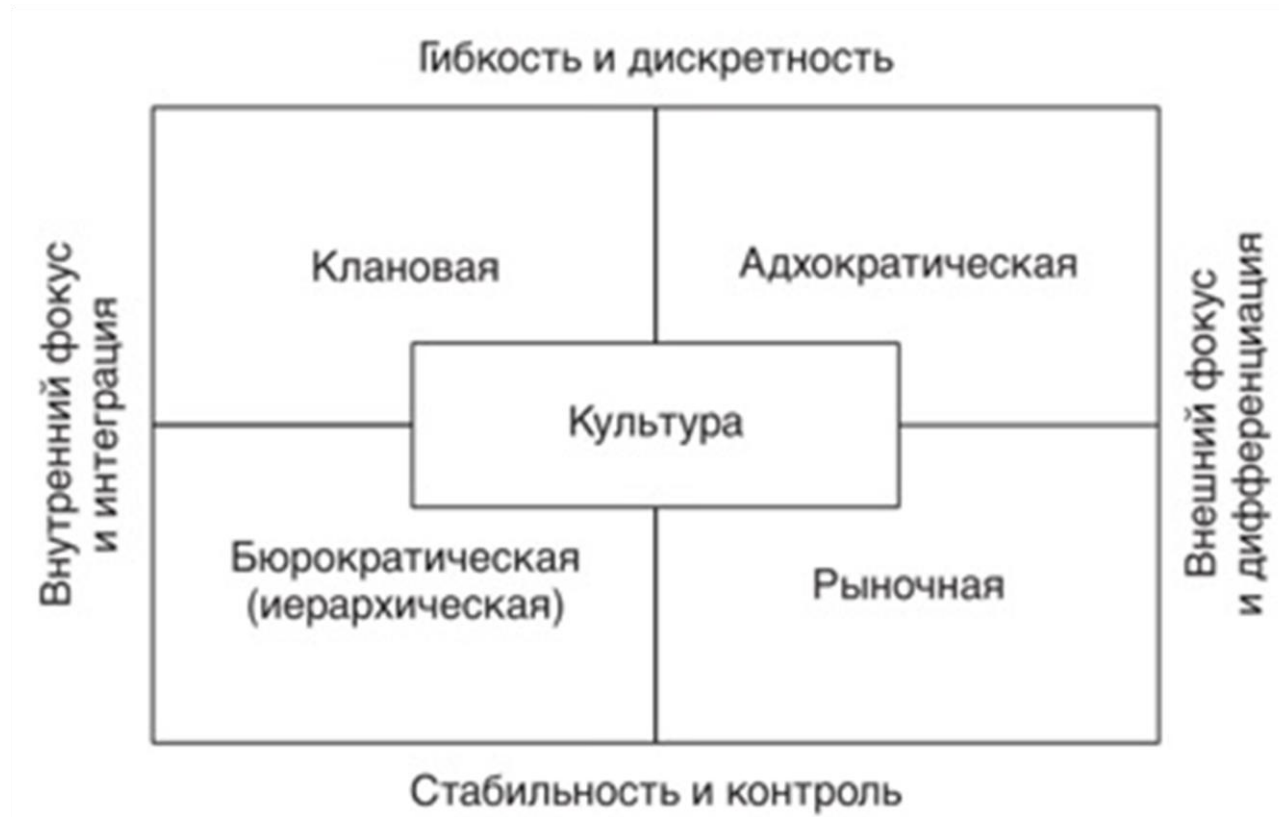 Гибкость и дискретность
Внутренний фокус
и интеграция
Клановая
Адхократическая
Культура
Бюрократическая
(иерархическая)
Рыночная
Внешний фокус
и дифференциация
Стабильность и контроль